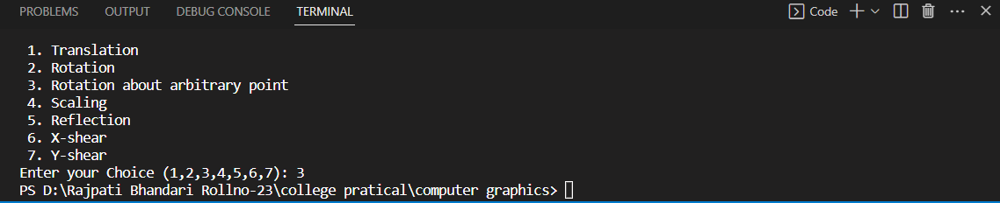 PROBLEMS OUTPUT DEBUG CONSOLE TERMINAL Code
1. Translation
2. Rotation
3. Rotation about arbitrary point
4. Scaling
5. Reflection
6. X-shear
7. Y-shear
Enter your Choice (1,2,3,4,5,6,7): 3
PS D:\Rajpati Bhandari Rollno-23\college pratical\computer graphics>